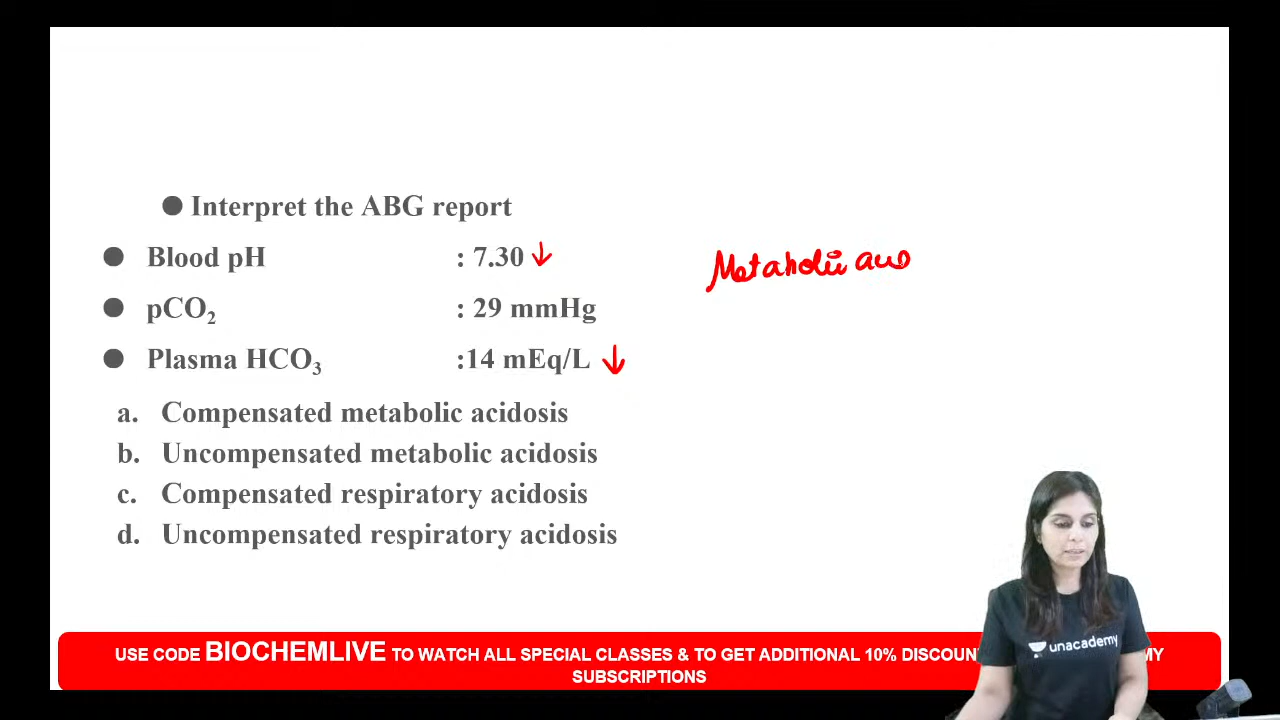 ● Interpret the ABG report
● Blood pH : 7.30 ↓
Metabolic
● pCO₂ : 29 mmHg
● Plasma HCO₃ :14 mEq/L ↓
a. Compensated metabolic acidosis
b. Uncompensated metabolic acidosis
c. Compensated respiratory acidosis
d. Uncompensated respiratory acidosis
unacademy
USE CODE BIOCHEMLIVE TO WATCH ALL SPECIAL CLASSES & TO GET ADDITIONAL 10% DISCOUN MY
SUBSCRIPTIONS